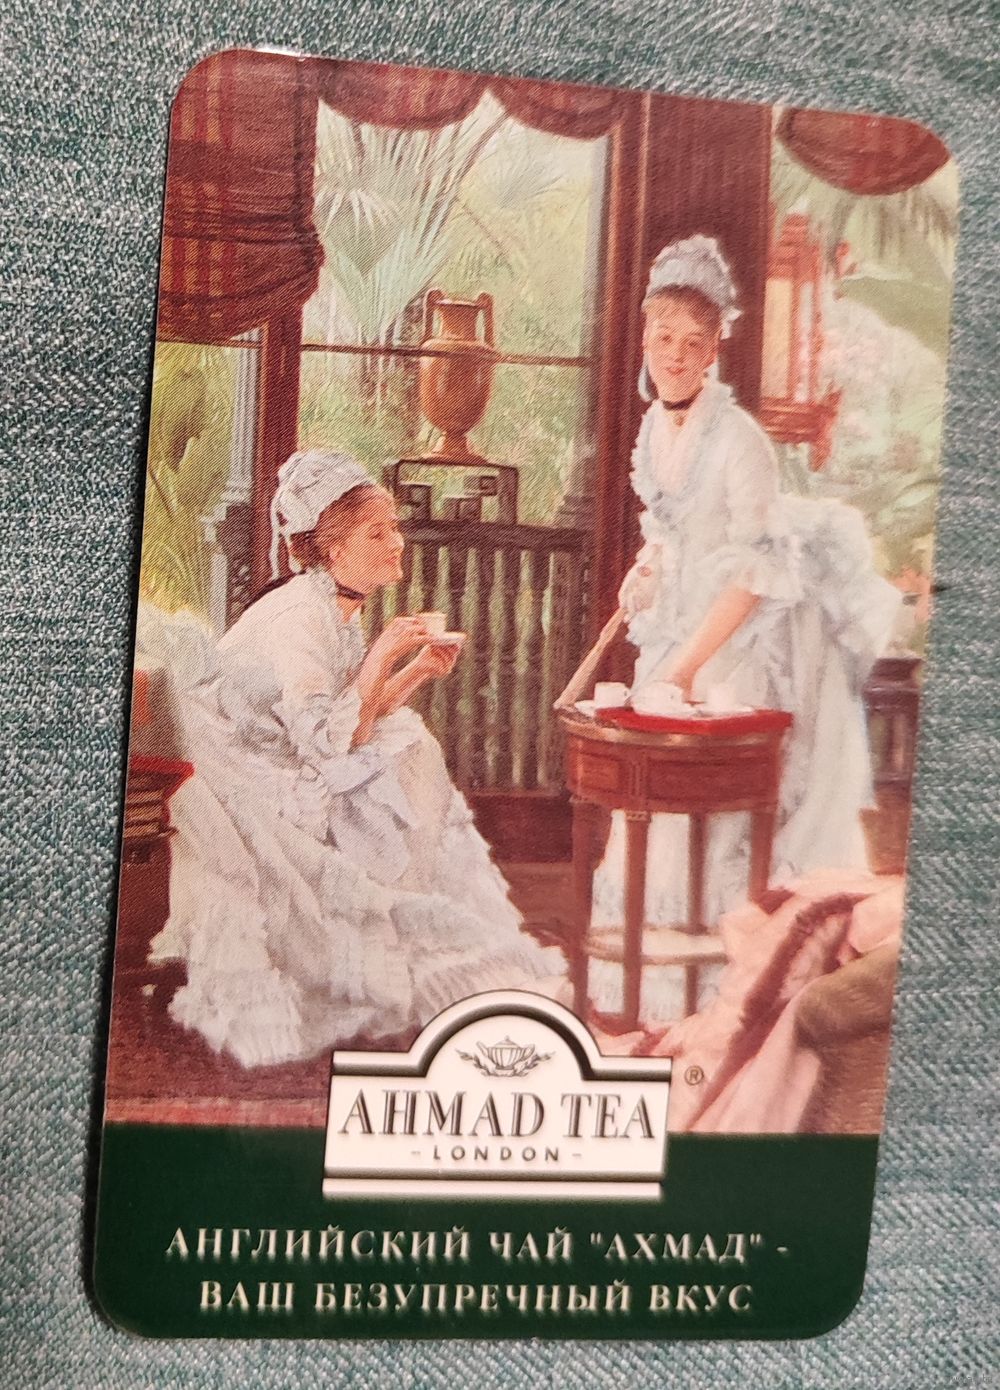 ®
AHMAD TEA
- LONDON -
АНГЛИЙСКИЙ ЧАЙ "АХМАД" -
ВАШ БЕЗУПРЕЧНЫЙ ВКУС